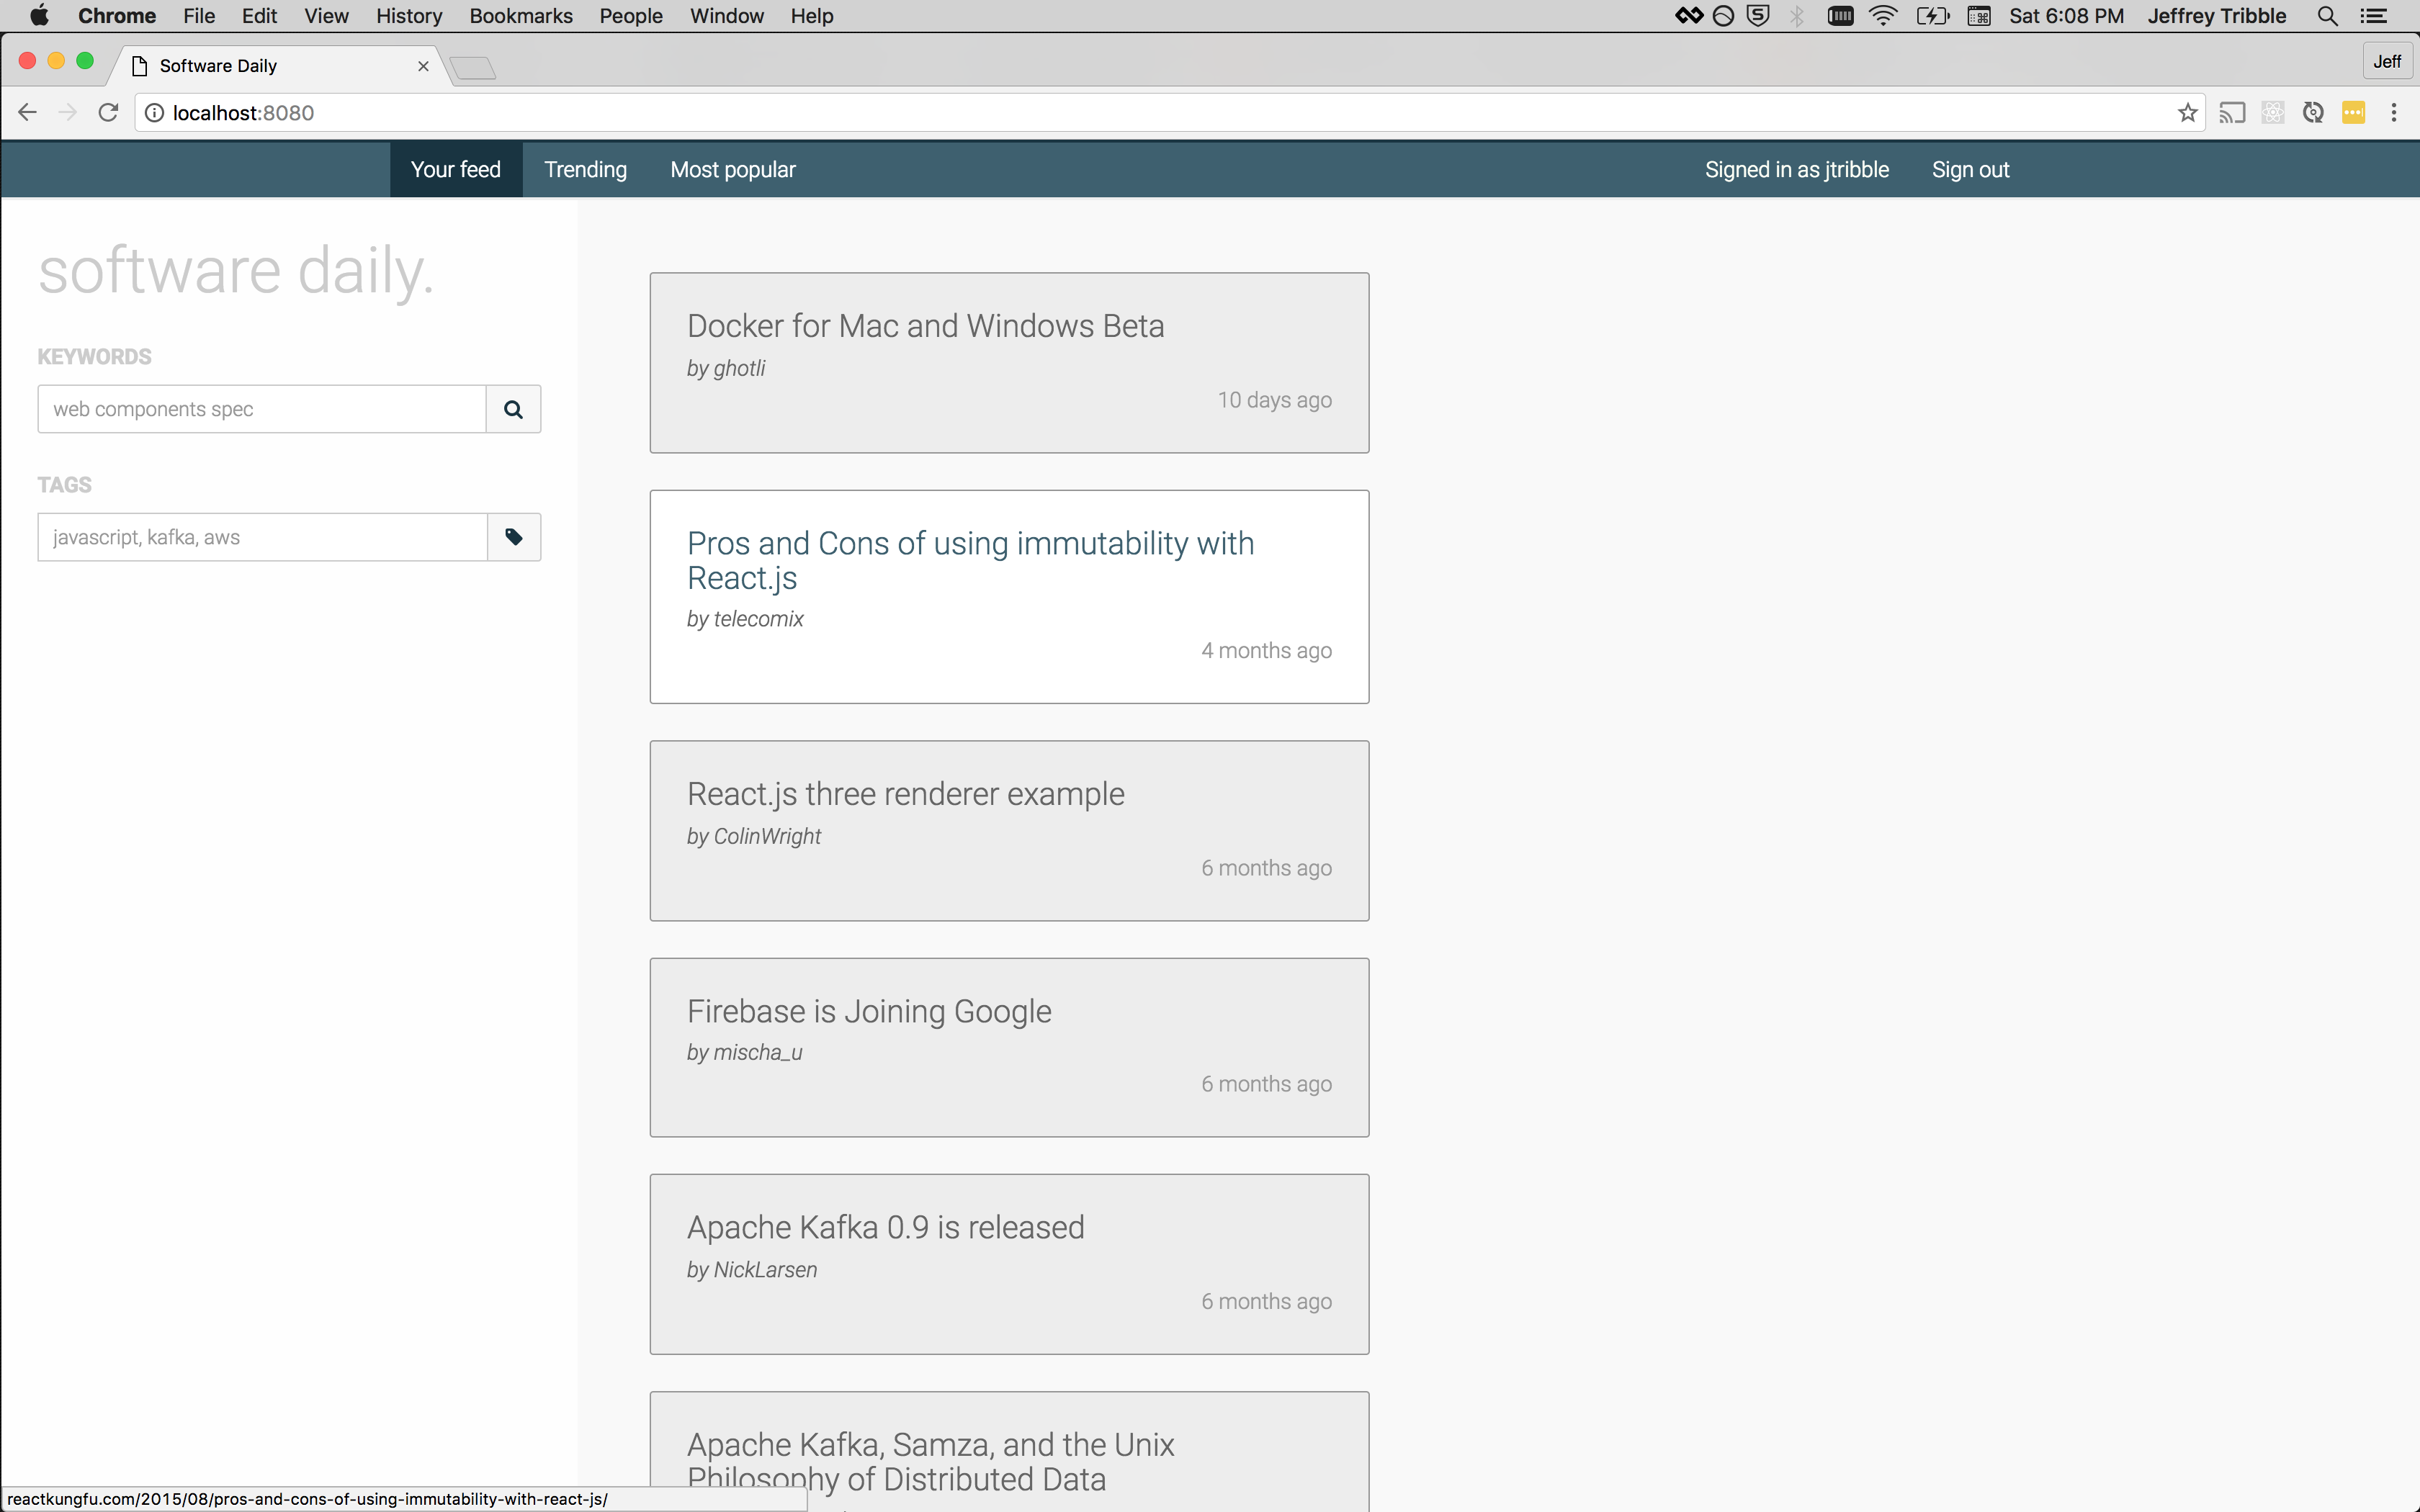 Chrome File Edit View History Bookmarks People Window Help Sat 6:08 PM Jeffrey Tribble
Software Daily Jeff
localhost:8080
Your feed Trending Most popular Signed in as jtribble Sign out
software daily.
KEYWORDS
web components spec
TAGS
javascript, kafka, aws
Docker for Mac and Windows Beta
by ghotli
10 days ago
Pros and Cons of using immutability with
React.js
by telecomix
4 months ago
React.js three renderer example
by ColinWright
6 months ago
Firebase is Joining Google
by mischa_u
6 months ago
Apache Kafka 0.9 is released
by NickLarsen
6 months ago
Apache Kafka, Samza, and the Unix
Philosophy of Distributed Data
reactkungfu.com/2015/08/pros-and-cons-of-using-immutability-with-react-js/